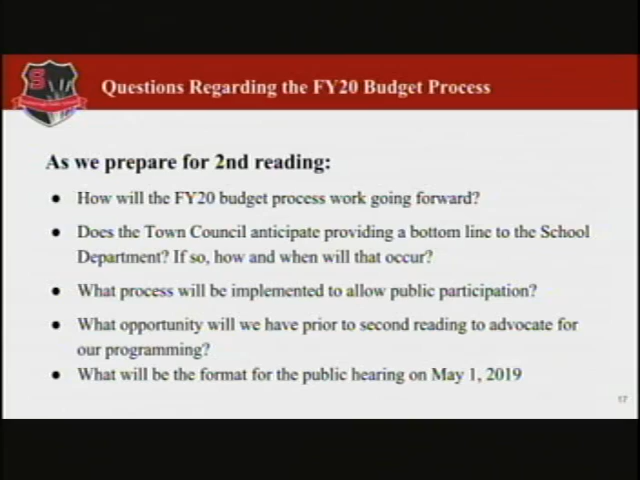 Questions Regarding the FY20 Budget Process
S
As we prepare for 2nd reading:
● How will the FY20 budget process work going forward?
● Does the Town Council anticipate providing a bottom line to the School
Department? If so, how and when will that occur?
● What process will be implemented to allow public participation?
● What opportunity will we have prior to second reading to advocate for
our programming?
● What will be the format for the public hearing on May 1, 2019
17